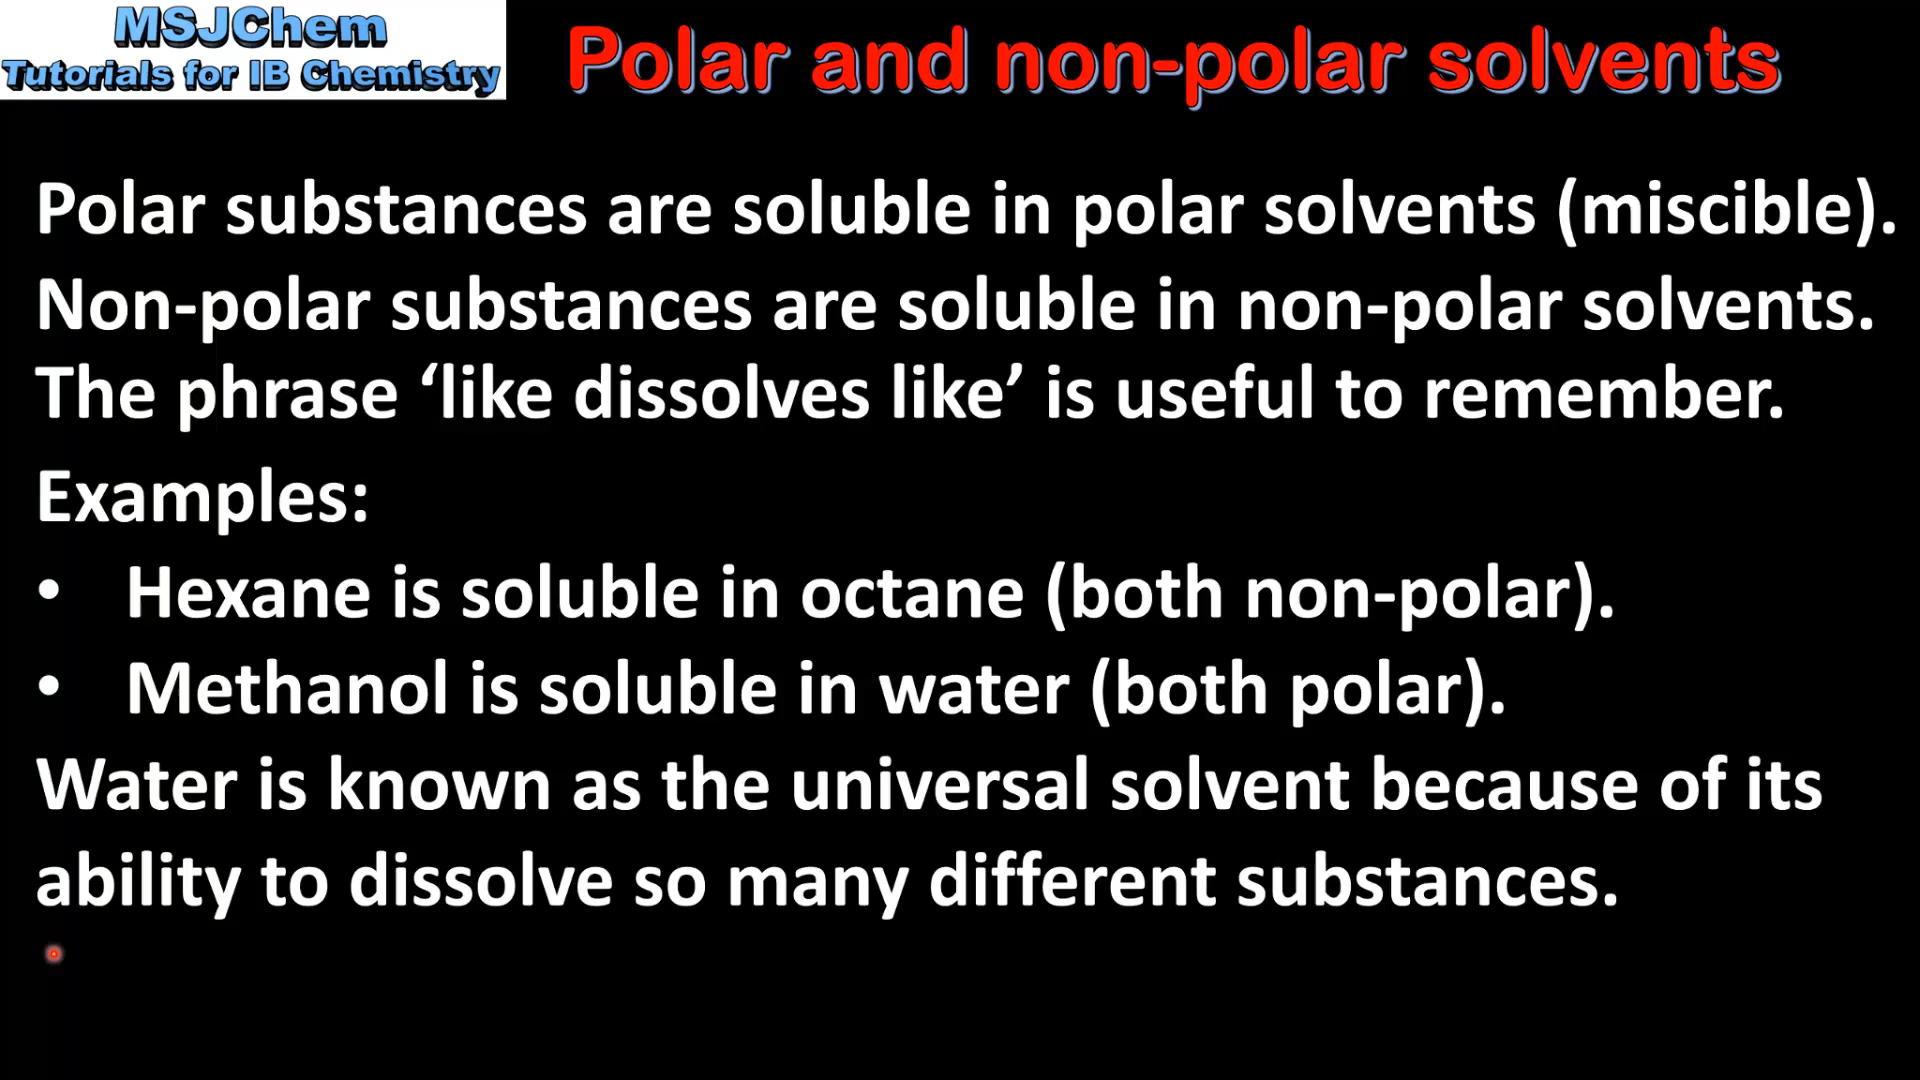 MSJChem
Tutorials for IB Chemistry
Polar and non-polar solvents
Polar substances are soluble in polar solvents (miscible).
Non-polar substances are soluble in non-polar solvents.
The phrase ‘like dissolves like’ is useful to remember.
Examples:
• Hexane is soluble in octane (both non-polar).
• Methanol is soluble in water (both polar).
Water is known as the universal solvent because of its
ability to dissolve so many different substances.